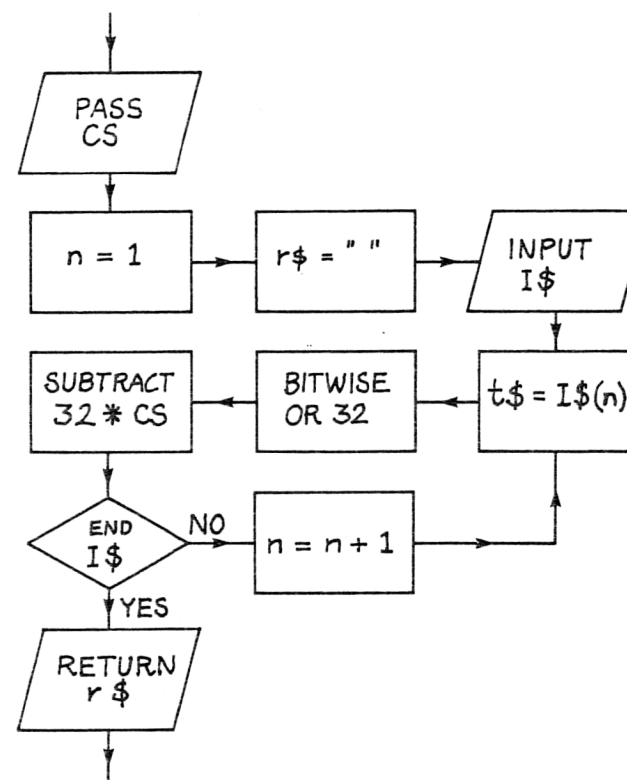 PASS
CS
n = 1
r$ = " "
INPUT
I$
t$ = I$(n)
BITWISE
OR 32
SUBTRACT
32 * CS
END
I$
NO
n = n + 1
YES
RETURN
r $